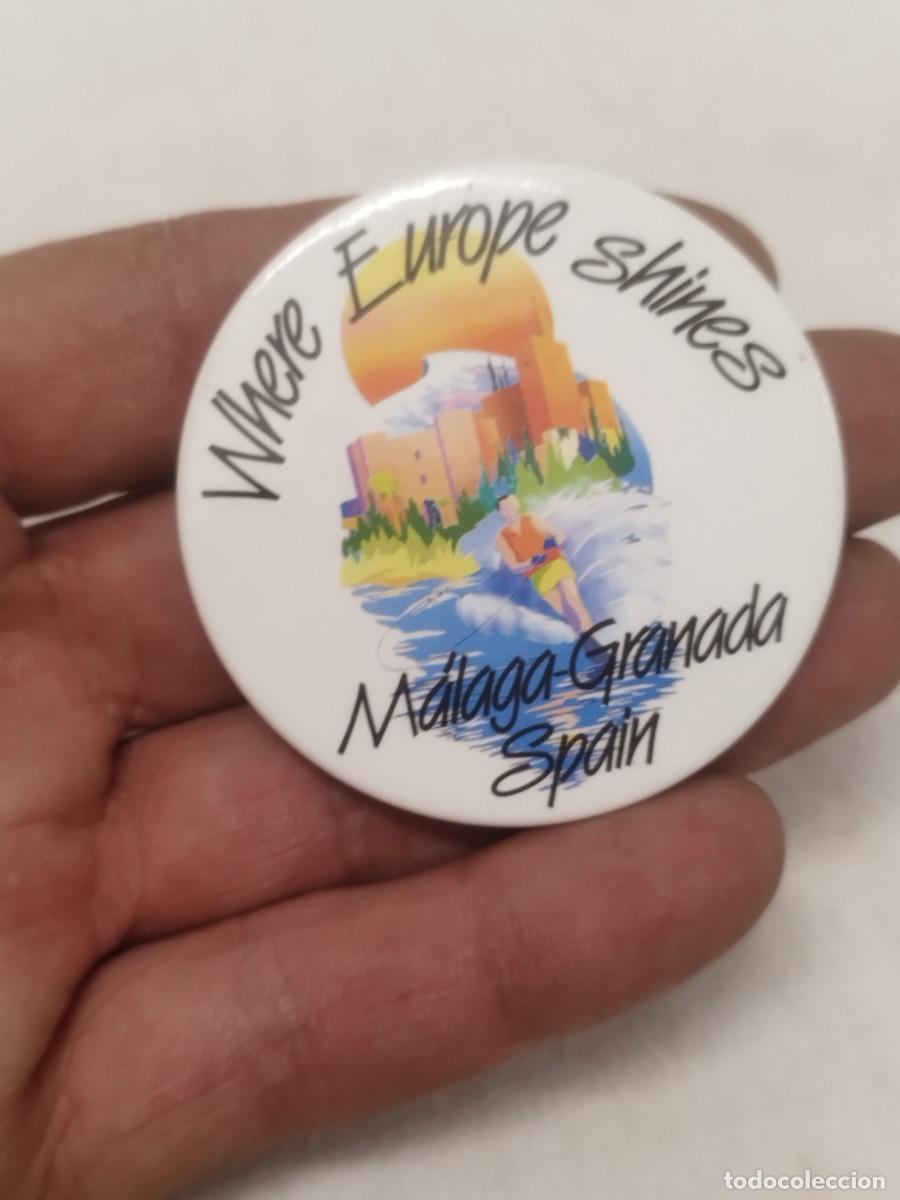 Where Europe shines
Málaga-Granada
Spain
todocoleccion